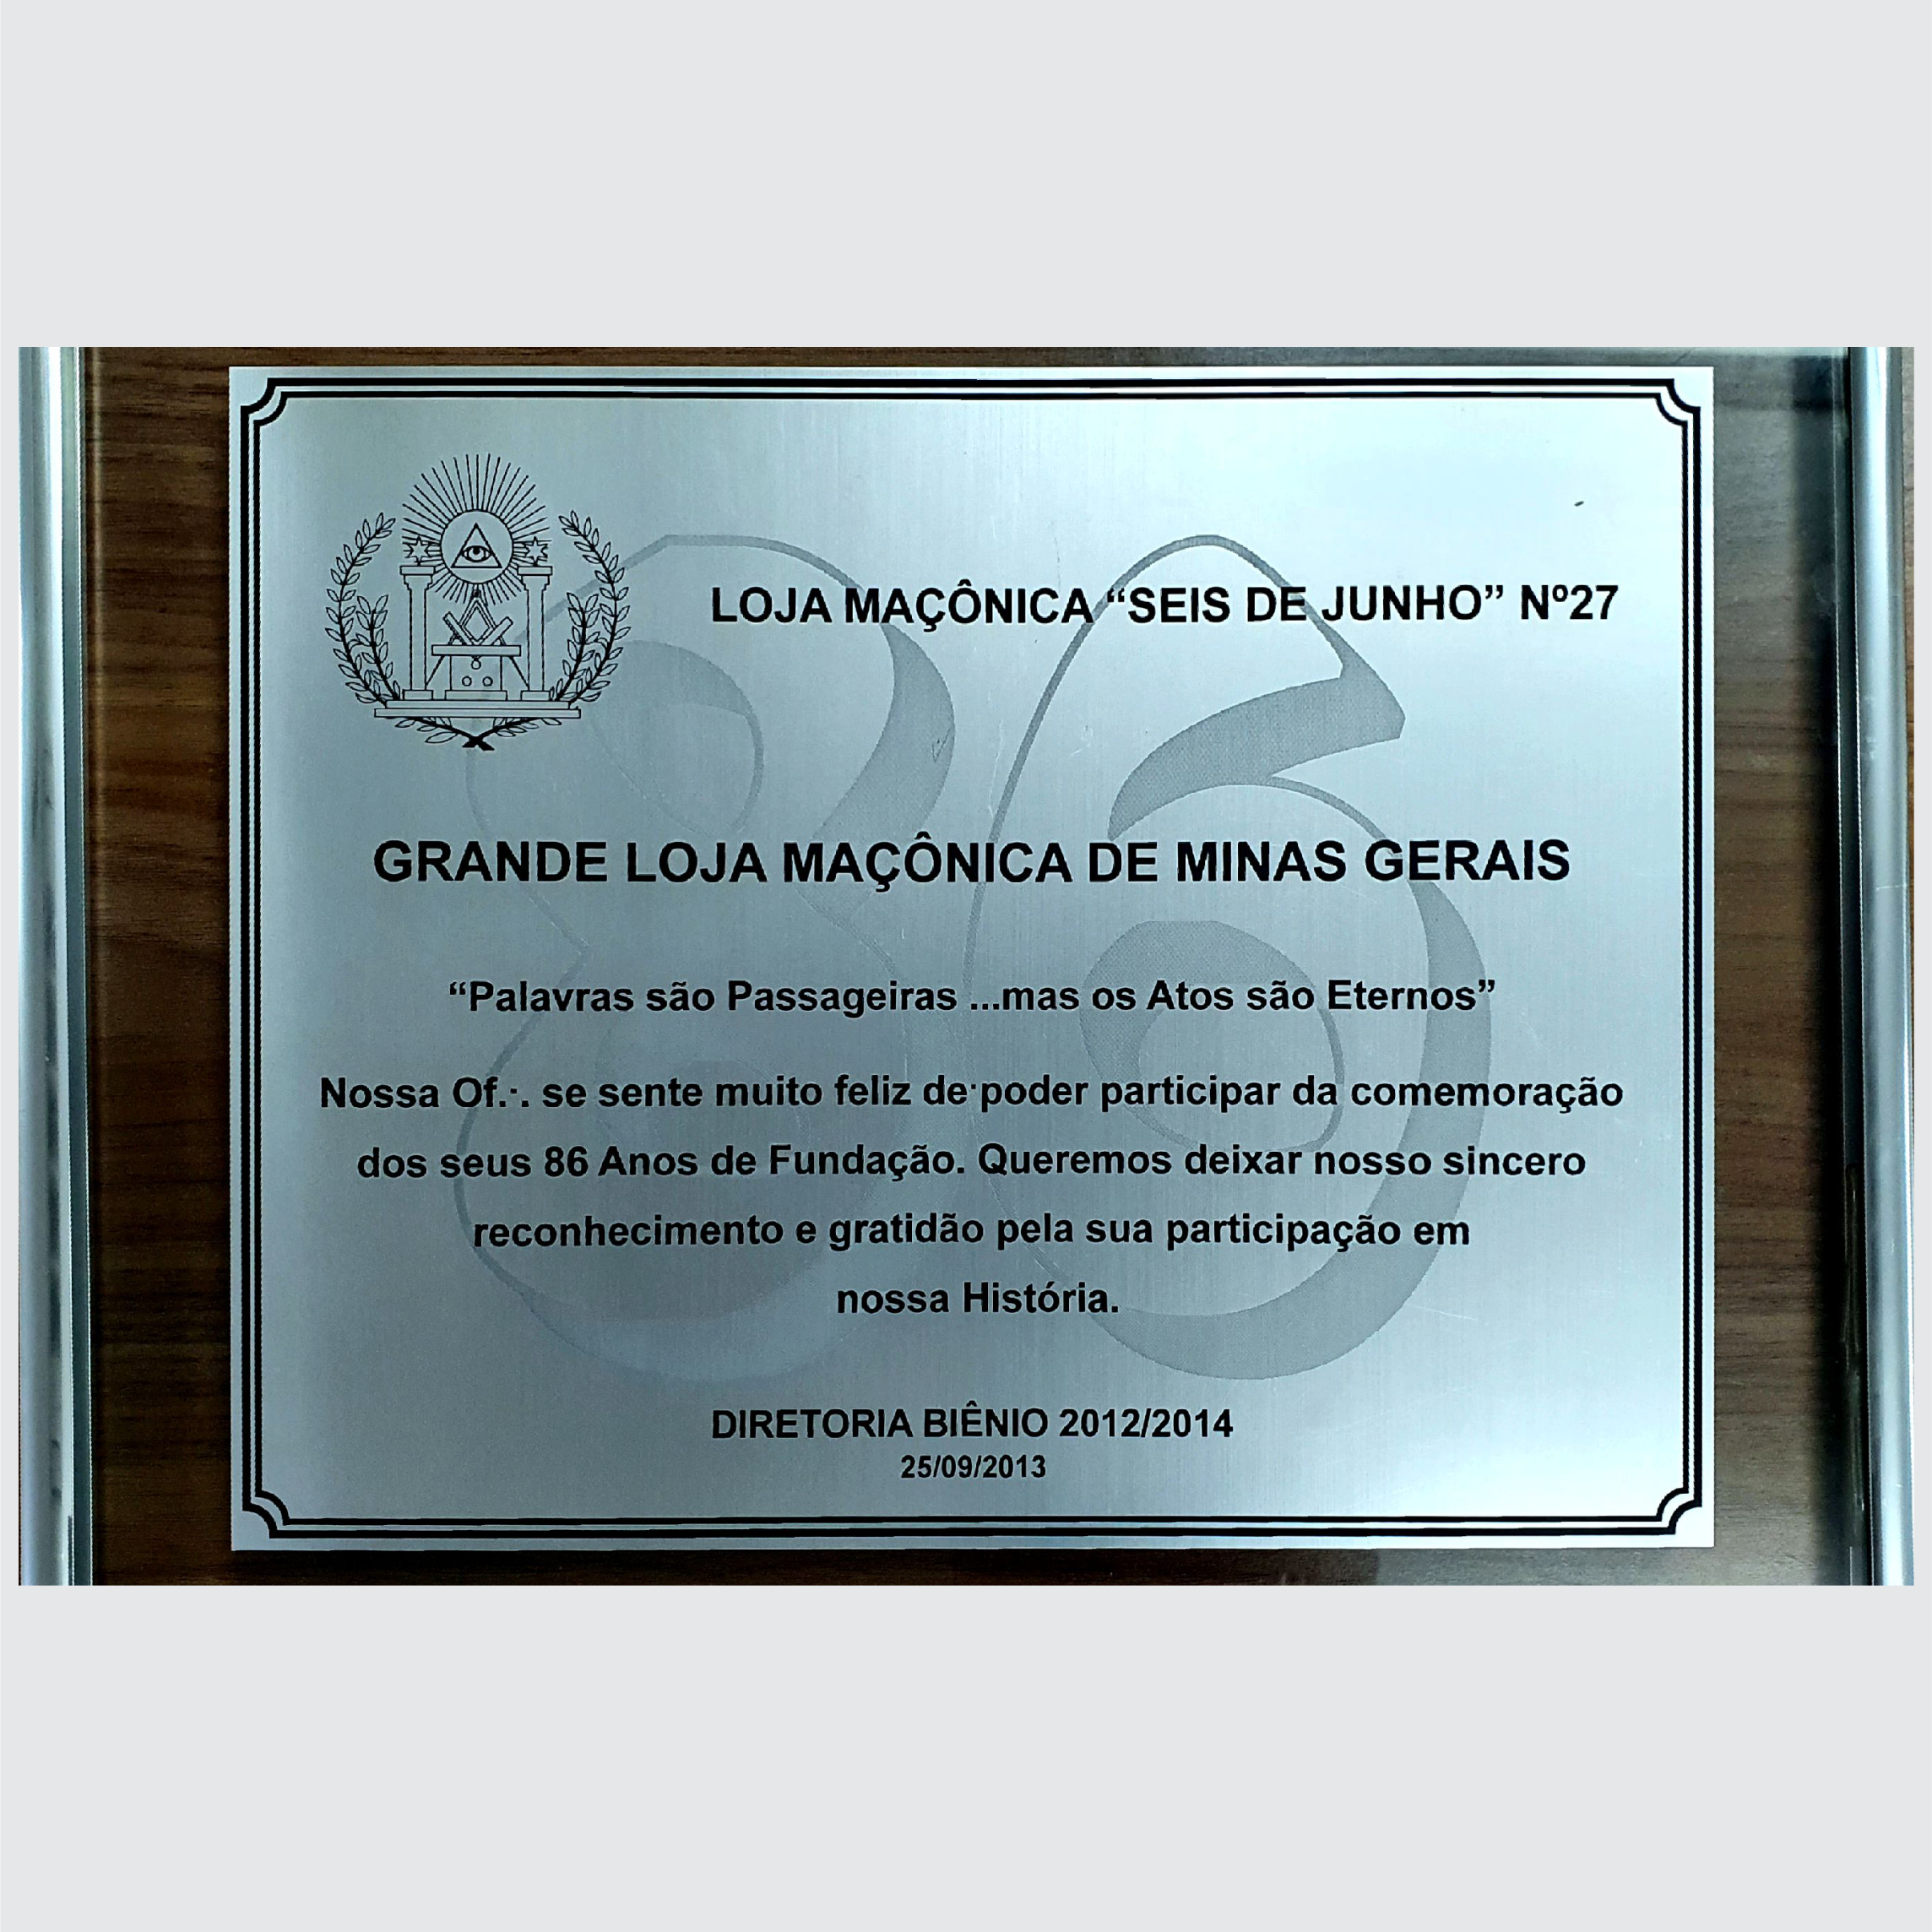 LOJA MAÇÔNICA “SEIS DE JUNHO” Nº27
GRANDE LOJA MAÇÔNICA DE MINAS GERAIS
“Palavras são Passageiras ...mas os Atos são Eternos”
Nossa Of.·. se sente muito feliz de poder participar da comemoração
dos seus 86 Anos de Fundação. Queremos deixar nosso sincero
reconhecimento e gratidão pela sua participação em
nossa História.
DIRETORIA BIÊNIO 2012/2014
25/09/2013
86